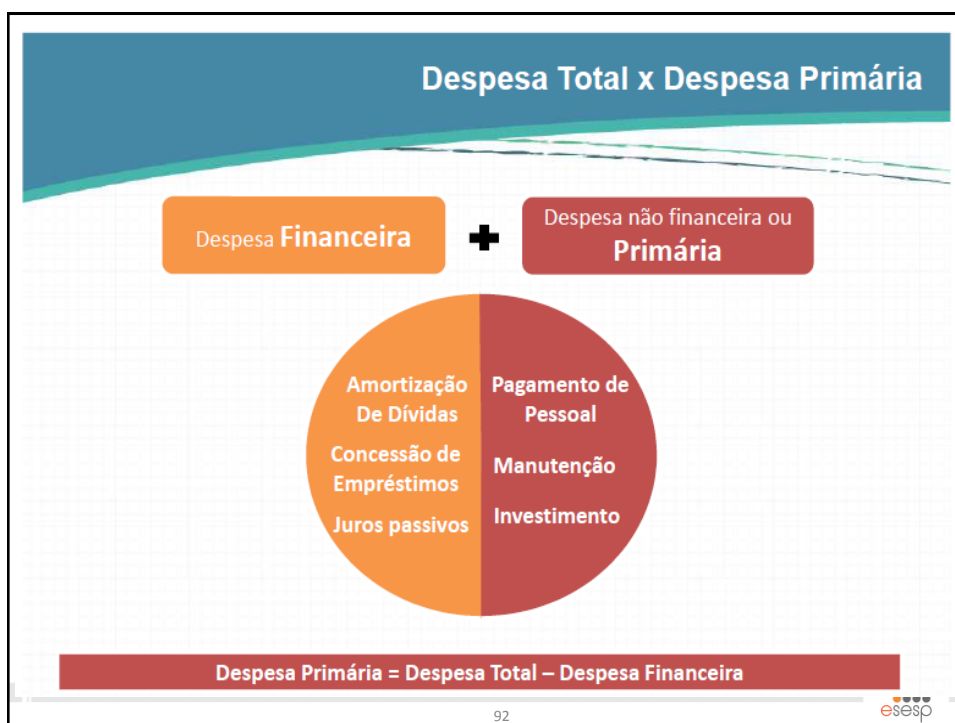 Despesa Total x Despesa Primária
Despesa Financeira
Despesa não financeira ou
Primária
Amortização
De Dívidas
Concessão de
Empréstimos
Juros passivos
Pagamento de
Pessoal
Manutenção
Investimento
Despesa Primária = Despesa Total – Despesa Financeira
92
esesp